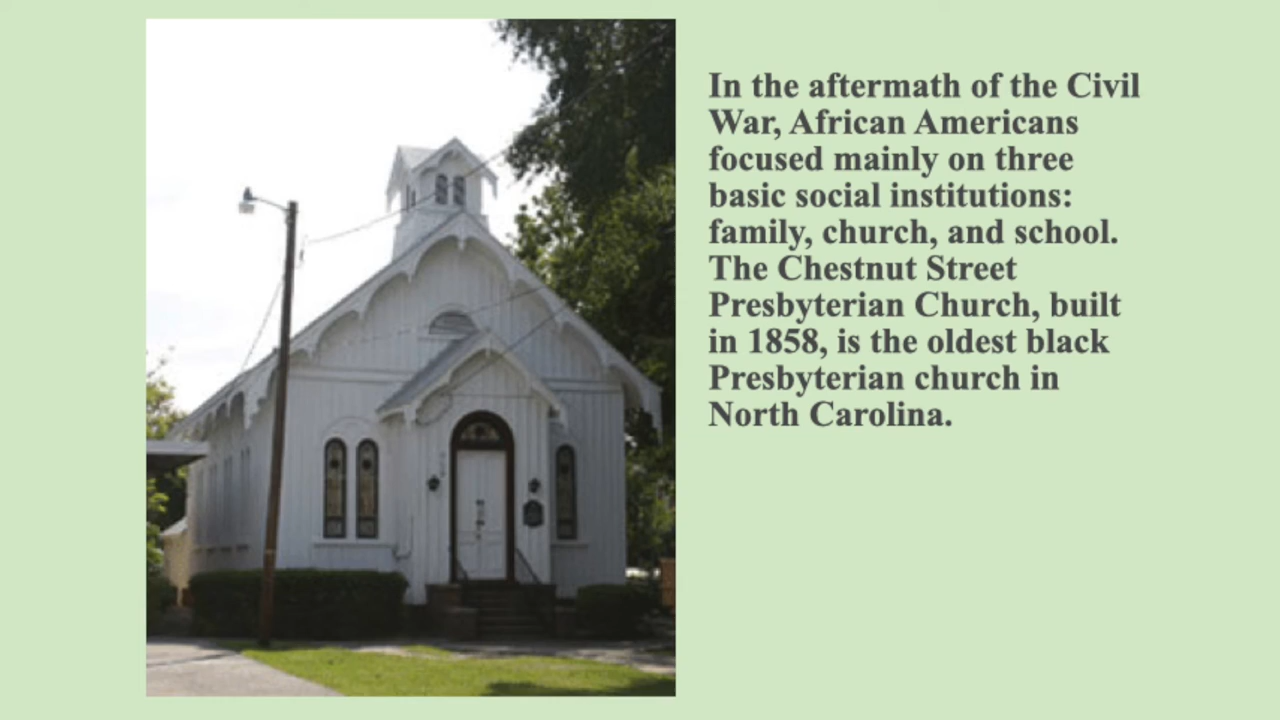 In the aftermath of the Civil
War, African Americans
focused mainly on three
basic social institutions:
family, church, and school.
The Chestnut Street
Presbyterian Church, built
in 1858, is the oldest black
Presbyterian church in
North Carolina.